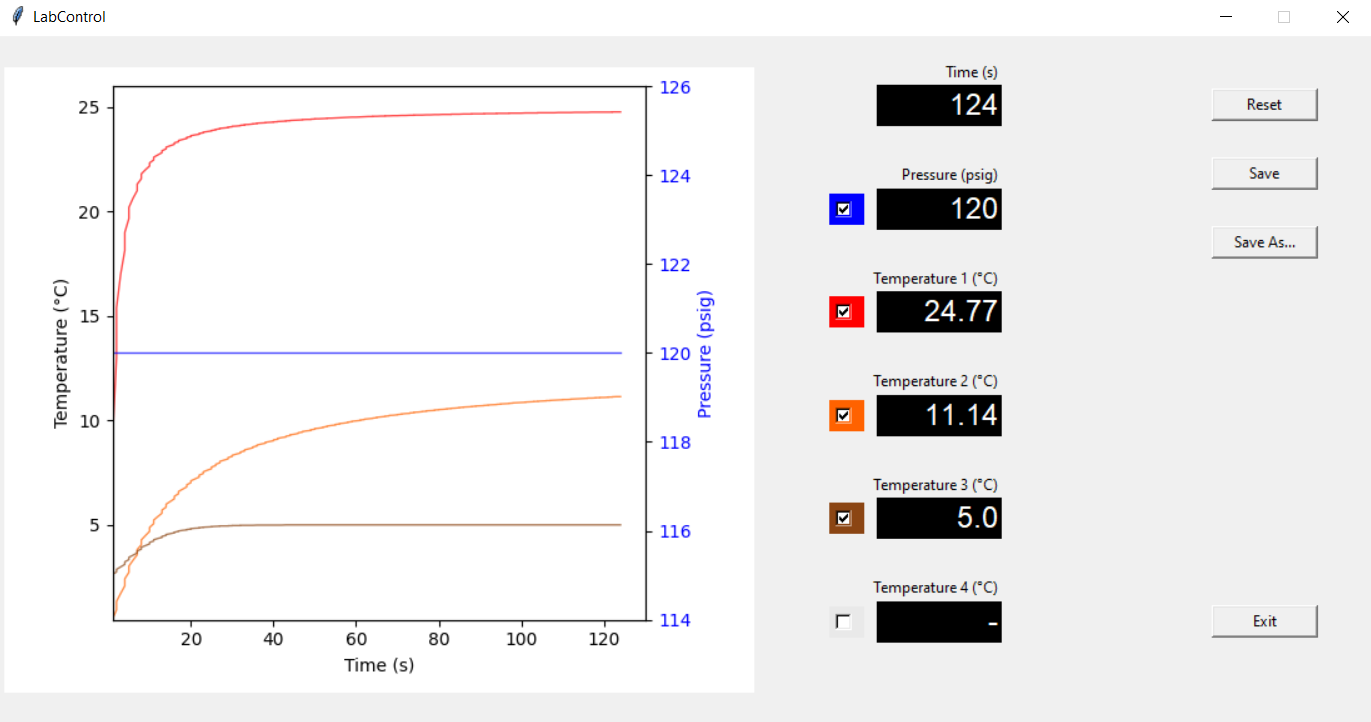 LabControl
25
20
15
10
5
Temperature (°C)
20
40
60
80
100
120
Time (s)
126
124
122
120
118
116
114
Pressure (psig)
Time (s)
124
Pressure (psig)
120
Temperature 1 (°C)
24.77
Temperature 2 (°C)
11.14
Temperature 3 (°C)
5.0
Temperature 4 (°C)
-
Reset
Save
Save As...
Exit